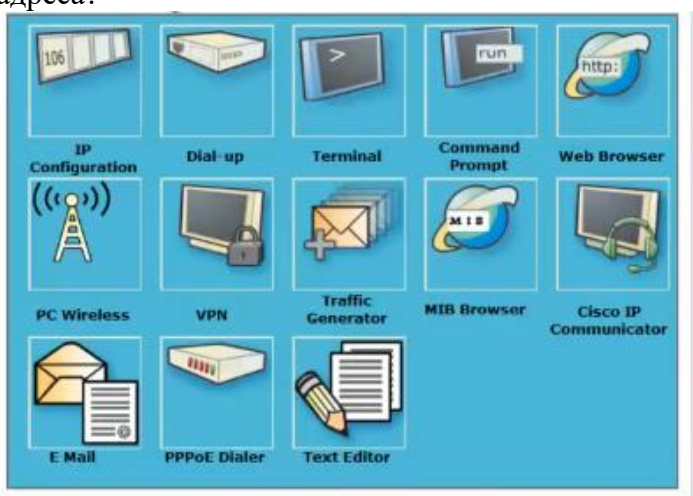 адреса?
106
>
run
http:
IP
Configuration
Dial-up
Terminal
Command
Prompt
Web Browser
MIB
PC Wireless
VPN
Traffic
Generator
MIB Browser
Cisco IP
Communicator
E Mail
PPPoE Dialer
Text Editor